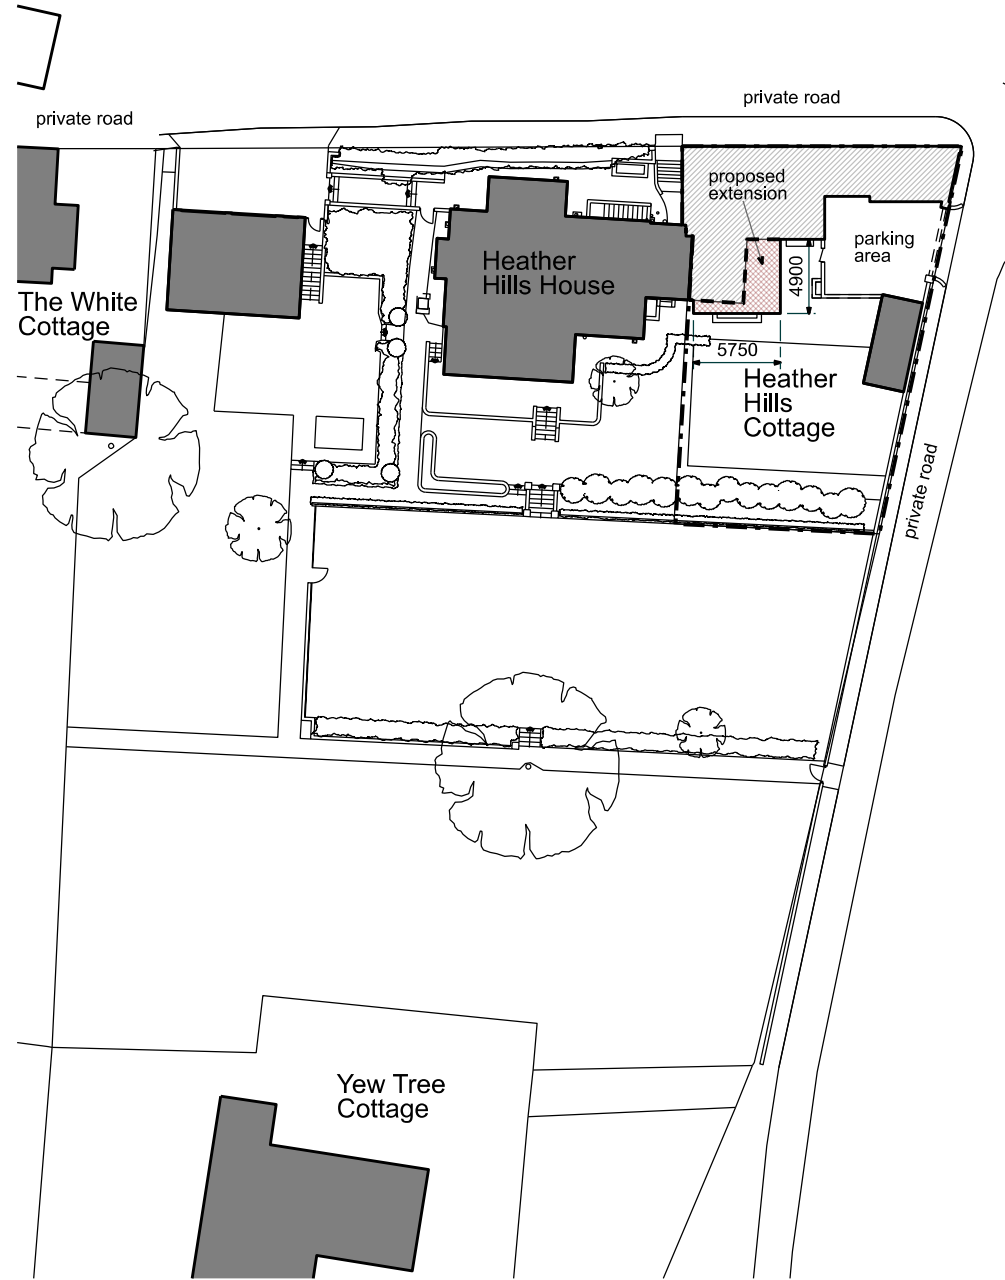 private road
private road
proposed
extension
parking
area
Heather
Hills House
4900
The White
Cottage
5750
Heather
Hills
Cottage
private road
Yew Tree
Cottage